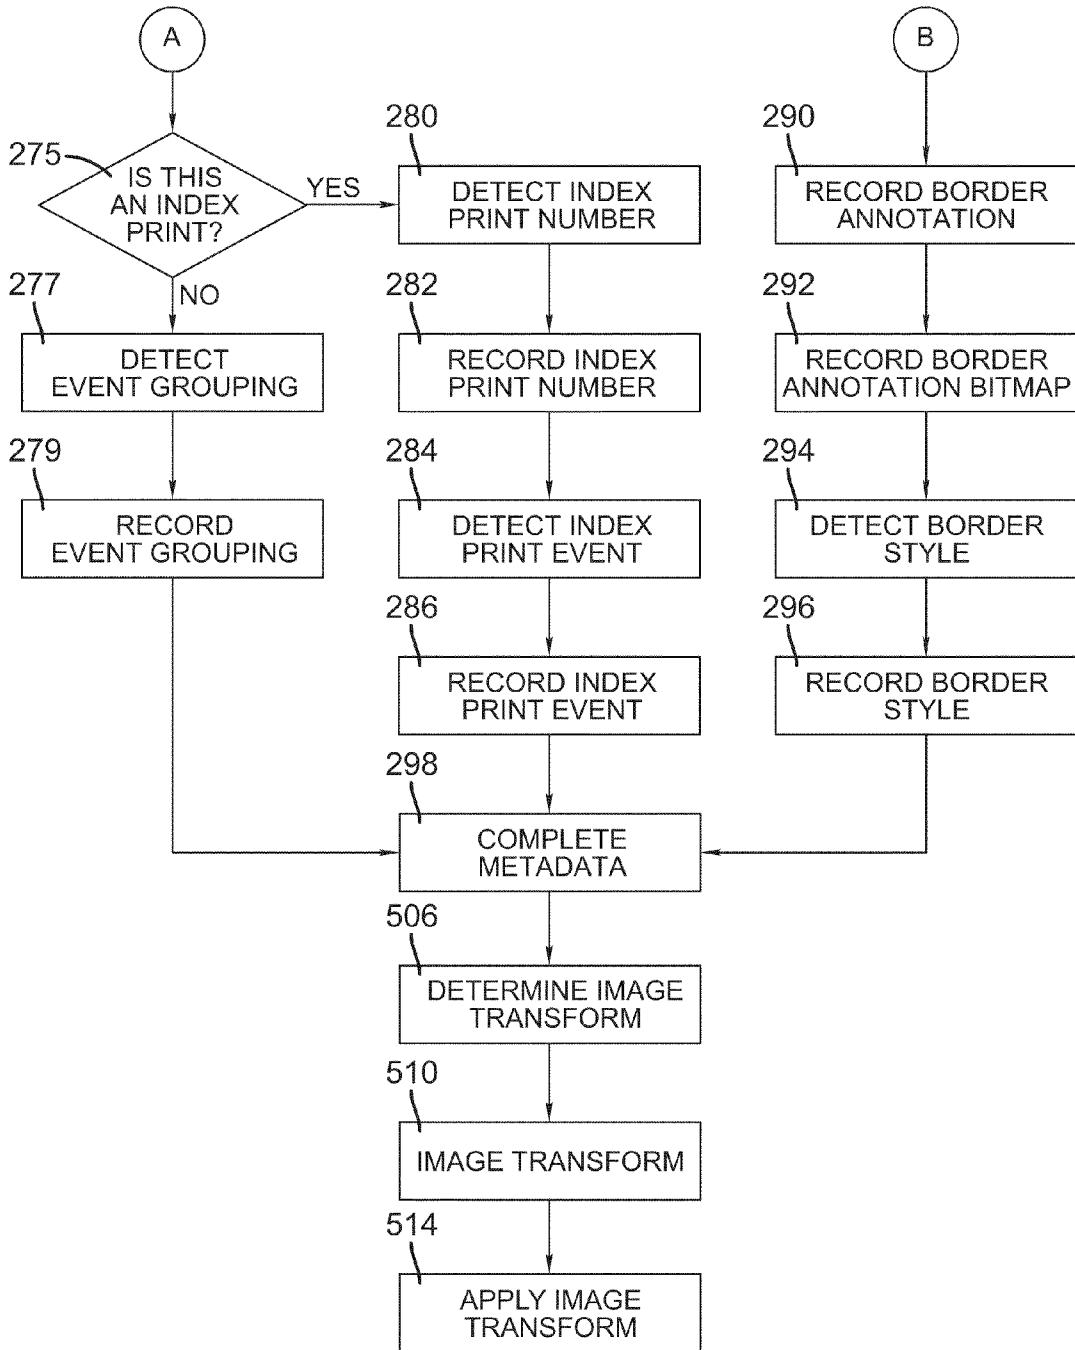 A
B
275
IS THIS
AN INDEX
PRINT?
YES
NO
280
DETECT INDEX
PRINT NUMBER
290
RECORD BORDER
ANNOTATION
277
DETECT
EVENT GROUPING
282
RECORD INDEX
PRINT NUMBER
292
RECORD BORDER
ANNOTATION BITMAP
279
RECORD
EVENT GROUPING
284
DETECT INDEX
PRINT EVENT
294
DETECT BORDER
STYLE
286
RECORD INDEX
PRINT EVENT
296
RECORD BORDER
STYLE
298
COMPLETE
METADATA
506
DETERMINE IMAGE
TRANSFORM
510
IMAGE TRANSFORM
514
APPLY IMAGE
TRANSFORM